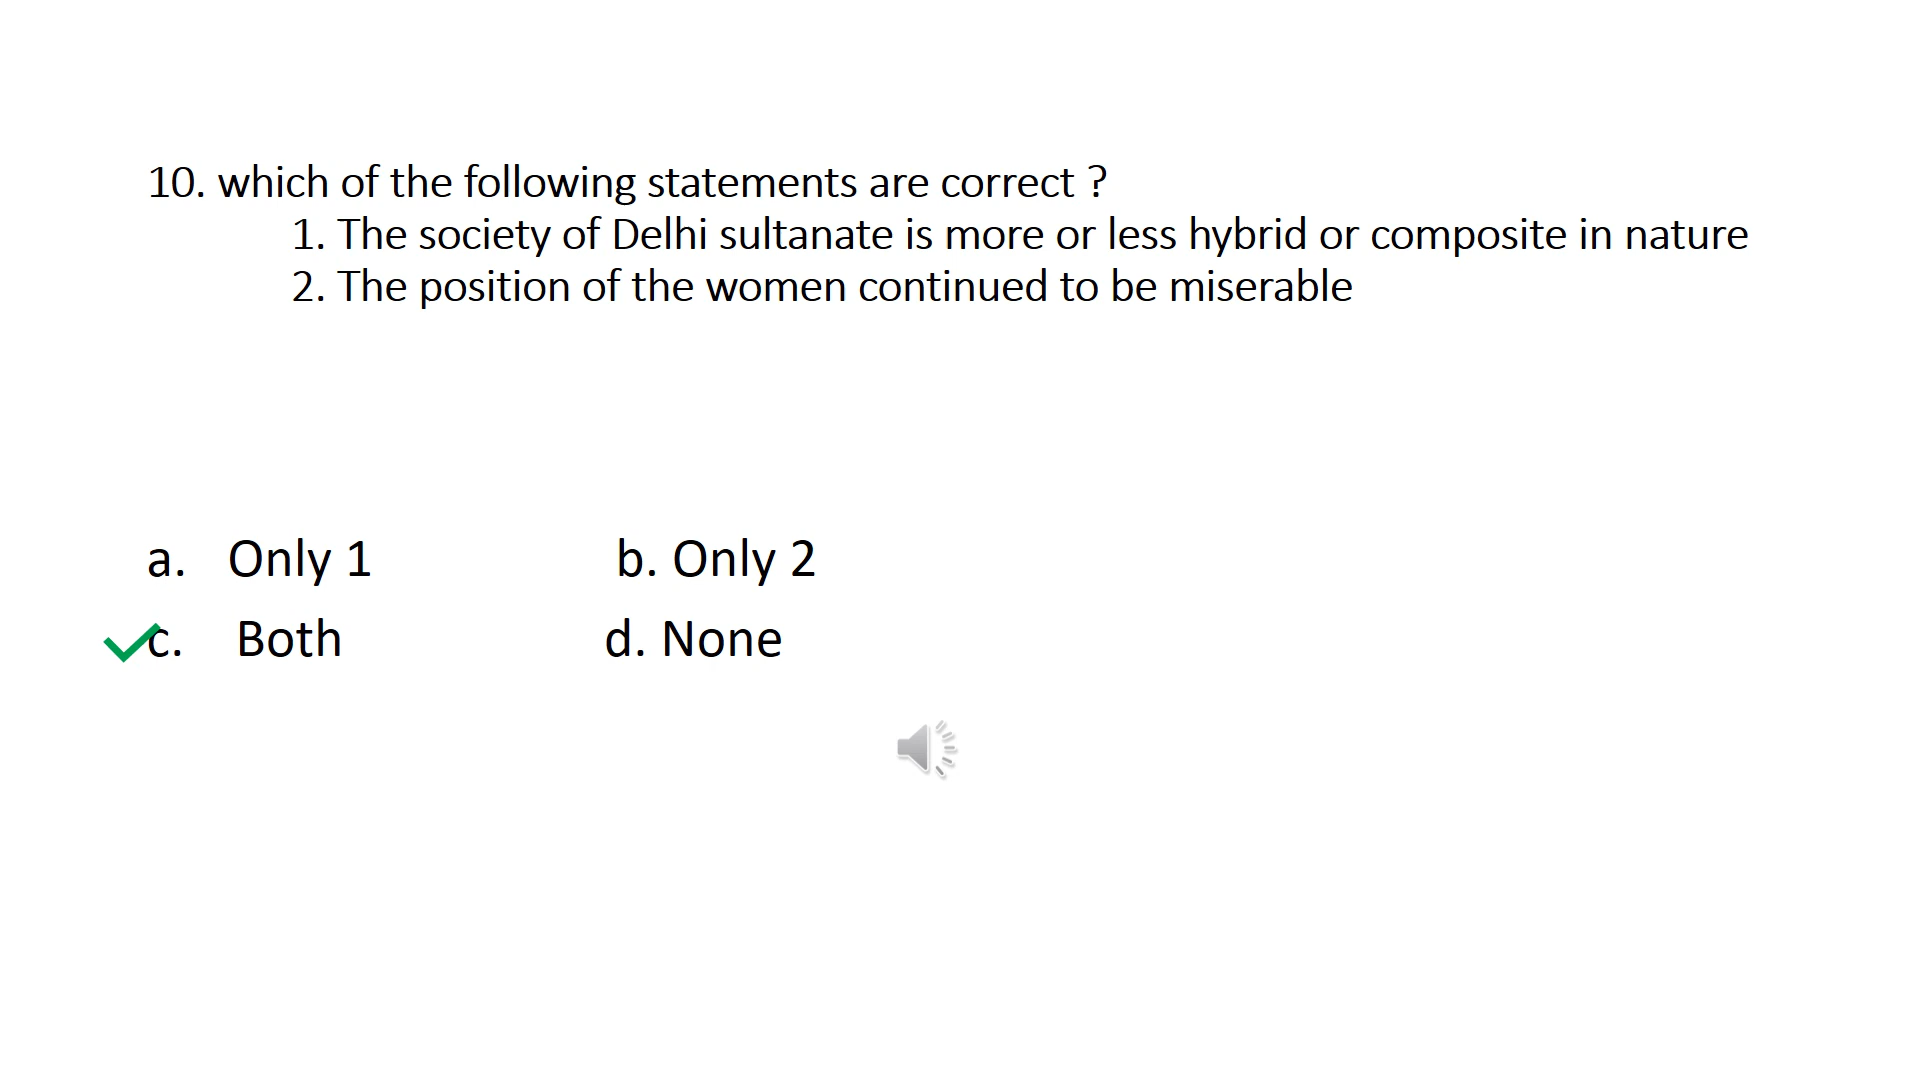 10. which of the following statements are correct ?
1. The society of Delhi sultanate is more or less hybrid or composite in nature
2. The position of the women continued to be miserable
a. Only 1 b. Only 2
c. Both d. None